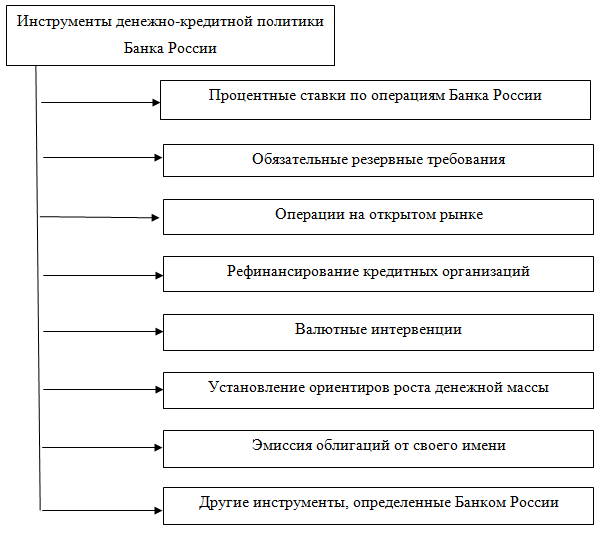 Инструменты денежно-кредитной политики
Банка России
Процентные ставки по операциям Банка России
Обязательные резервные требования
Операции на открытом рынке
Рефинансирование кредитных организаций
Валютные интервенции
Установление ориентиров роста денежной массы
Эмиссия облигаций от своего имени
Другие инструменты, определенные Банком России